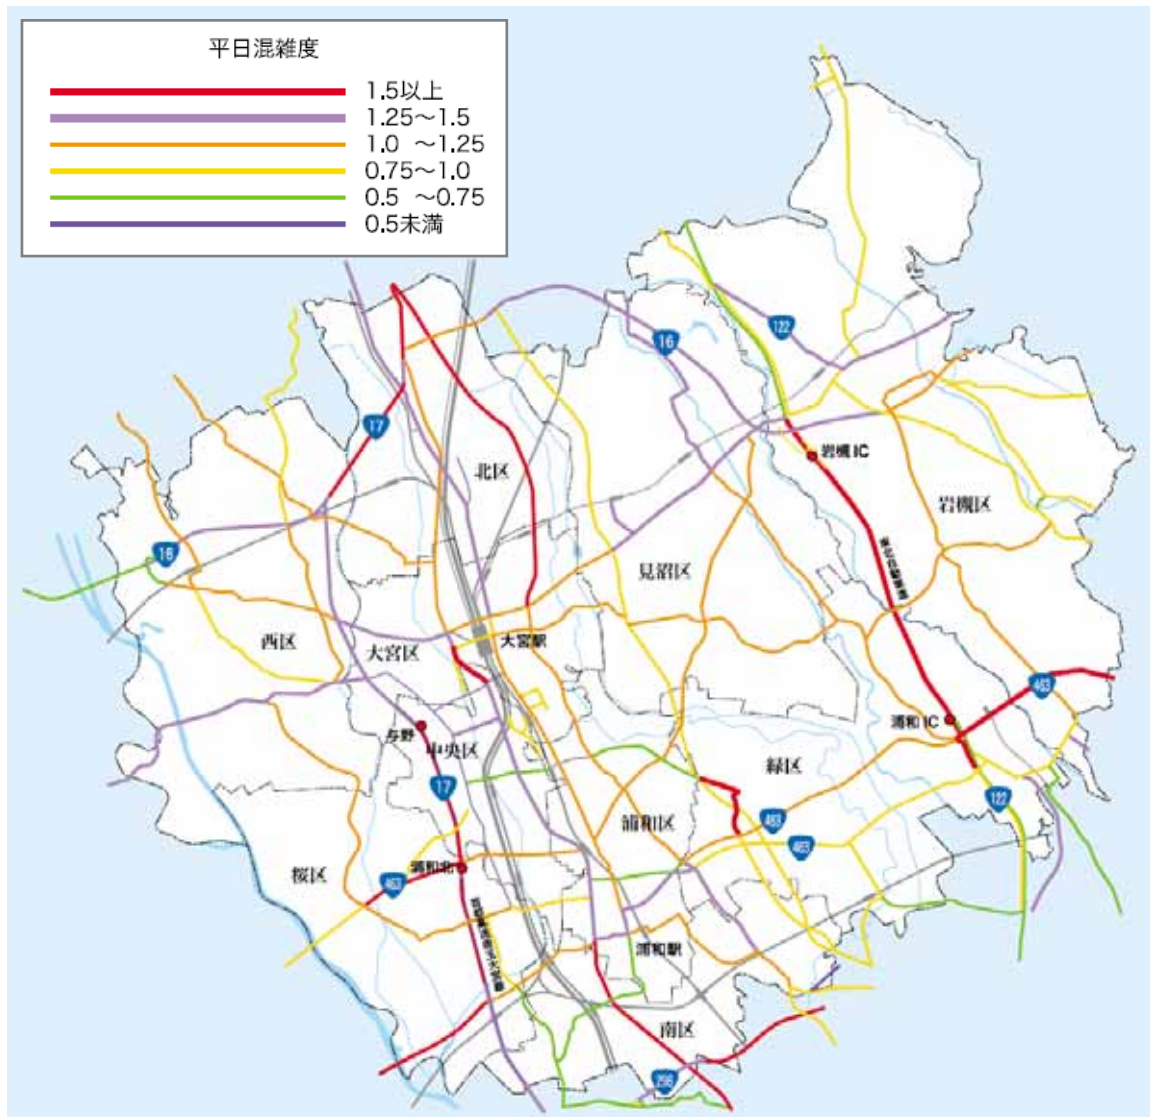 平日混雑度
1.5以上
1.25～1.5
1.0 ～1.25
0.75～1.0
0.5 ～0.75
0.5未満
122
16
17
北区
岩槻IC
岩槻区
16
見沼区
西区
大宮区
大宮駅
463
浦和IC
与野
中央区
緑区
17
122
浦和区
463
463
桜区
浦和北
463
浦和駅
南区
298